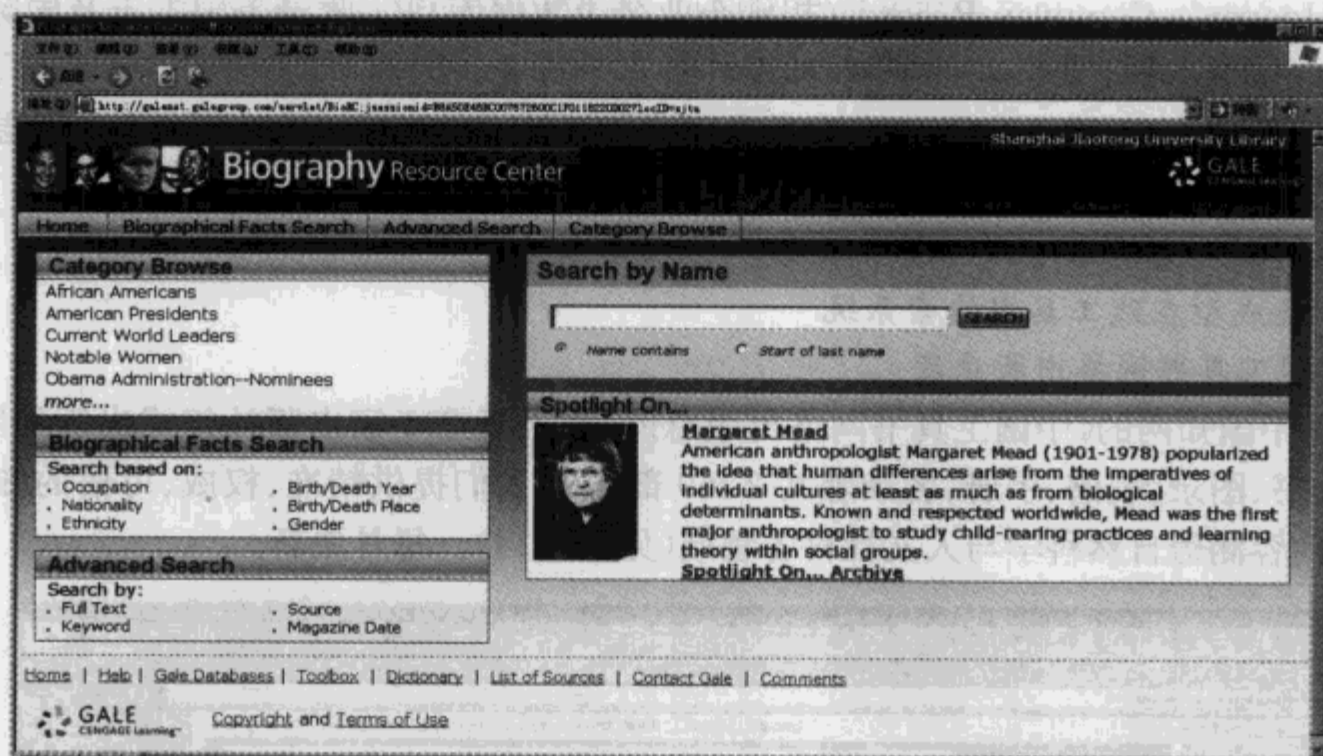 Shanghai Jiaotong University Library
Biography Resource Center
GALE
CENGAGE Learning
Home
Biographical Facts Search
Advanced Search
Category Browse
Category Browse
African Americans
American Presidents
Current World Leaders
Notable Women
Obama Administration--Nominees
more...
Biographical Facts Search
Search based on:
. Occupation
. Nationality
. Ethnicity
. Birth/Death Year
. Birth/Death Place
. Gender
Advanced Search
Search by:
. Full Text
. Keyword
. Source
. Magazine Date
Search by Name
SEARCH
Name contains
Start of last name
Spotlight On...
Margaret Mead
American anthropologist Margaret Mead (1901-1978) popularized
the idea that human differences arise from the imperatives of
individual cultures at least as much as from biological
determinants. Known and respected worldwide, Mead was the first
major anthropologist to study child-rearing practices and learning
theory within social groups.
Spotlight On... Archive
Home | Help | Gale Databases | Toolbox | Dictionary | List of Sources | Contact Gale | Comments
GALE
CENGAGE Learning
Copyright and Terms of Use